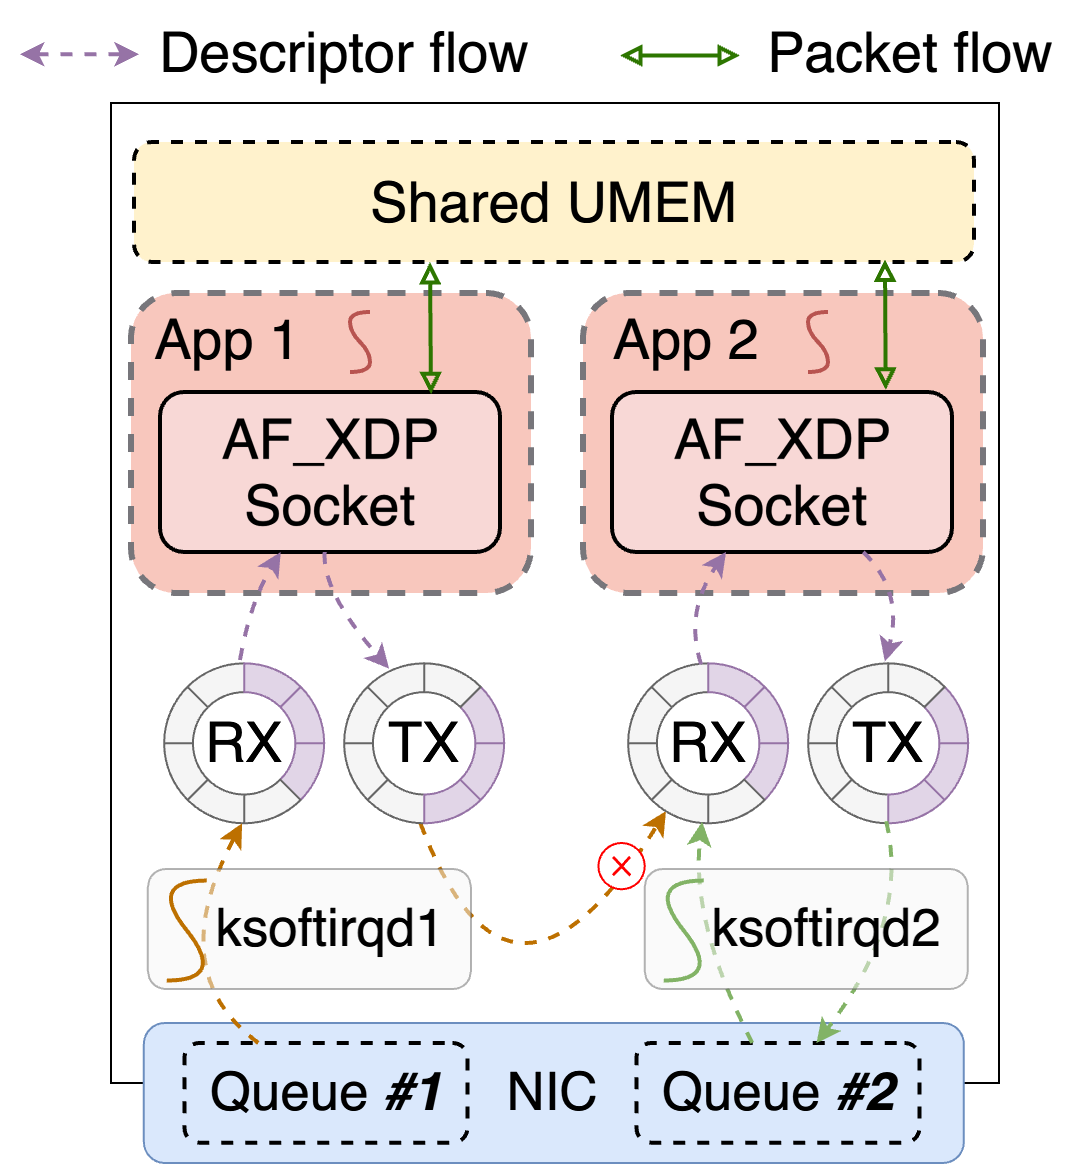 Descriptor flow
Packet flow
Shared UMEM
App 1
App 2
AF_XDP
Socket
AF_XDP
Socket
RX
TX
RX
TX
ksoftirqd1
ksoftirqd2
Queue #1
NIC
Queue #2